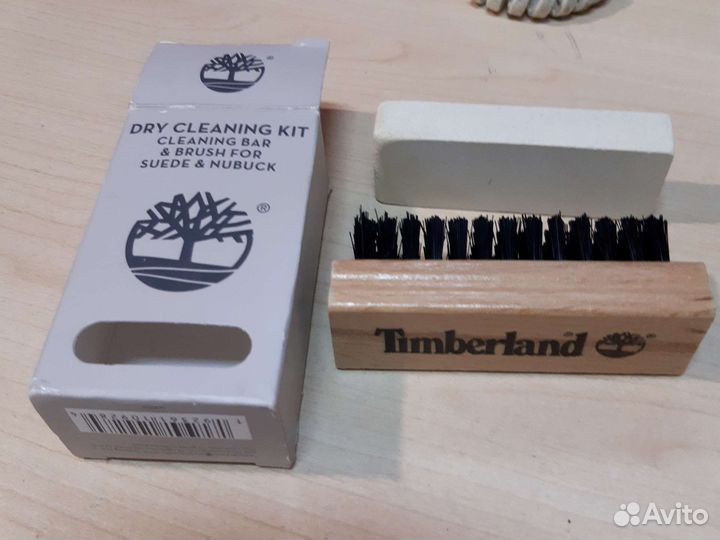 ®
DRY CLEANING KIT
CLEANING BAR
& BRUSH FOR
SUEDE & NUBUCK
®
Timberland ®
Avito